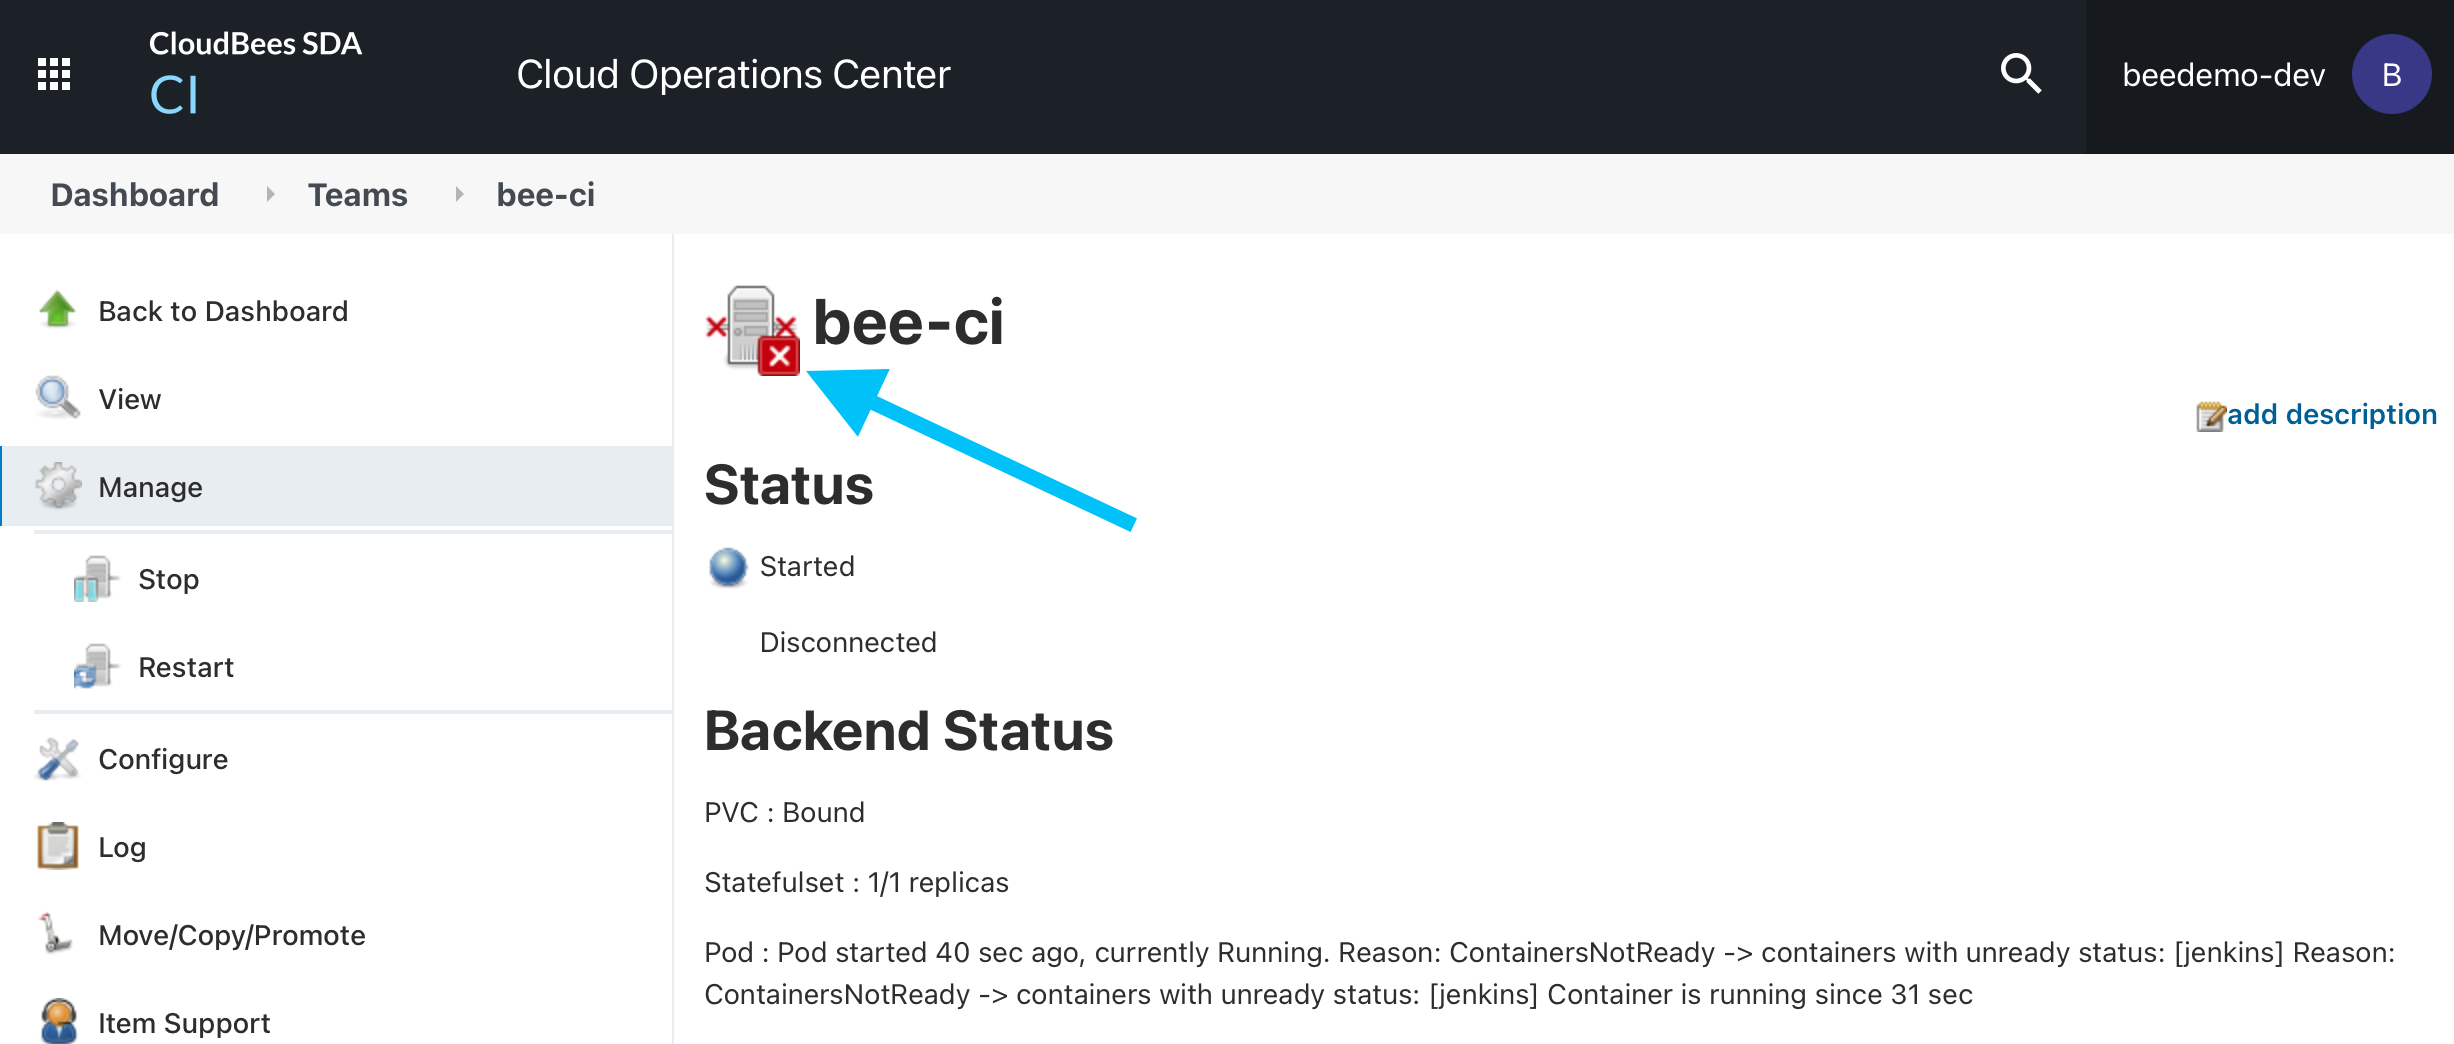 CloudBees SDA
CI
Cloud Operations Center
beedemo-dev
B
Dashboard
Teams
bee-ci
Back to Dashboard
View
Manage
Stop
Restart
Configure
Log
Move/Copy/Promote
Item Support
bee-ci
add description
Status
Started
Disconnected
Backend Status
PVC : Bound
Statefulset : 1/1 replicas
Pod : Pod started 40 sec ago, currently Running. Reason: ContainersNotReady -> containers with unready status: [jenkins] Reason:
ContainersNotReady -> containers with unready status: [jenkins] Container is running since 31 sec